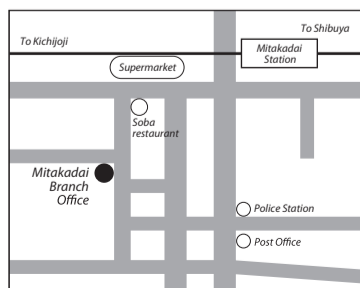 To Shibuya
To Kichijoji
Mitakadai
Station
Supermarket
Soba
restaurant
Mitakadai
Branch
Office
Police Station
Post Office